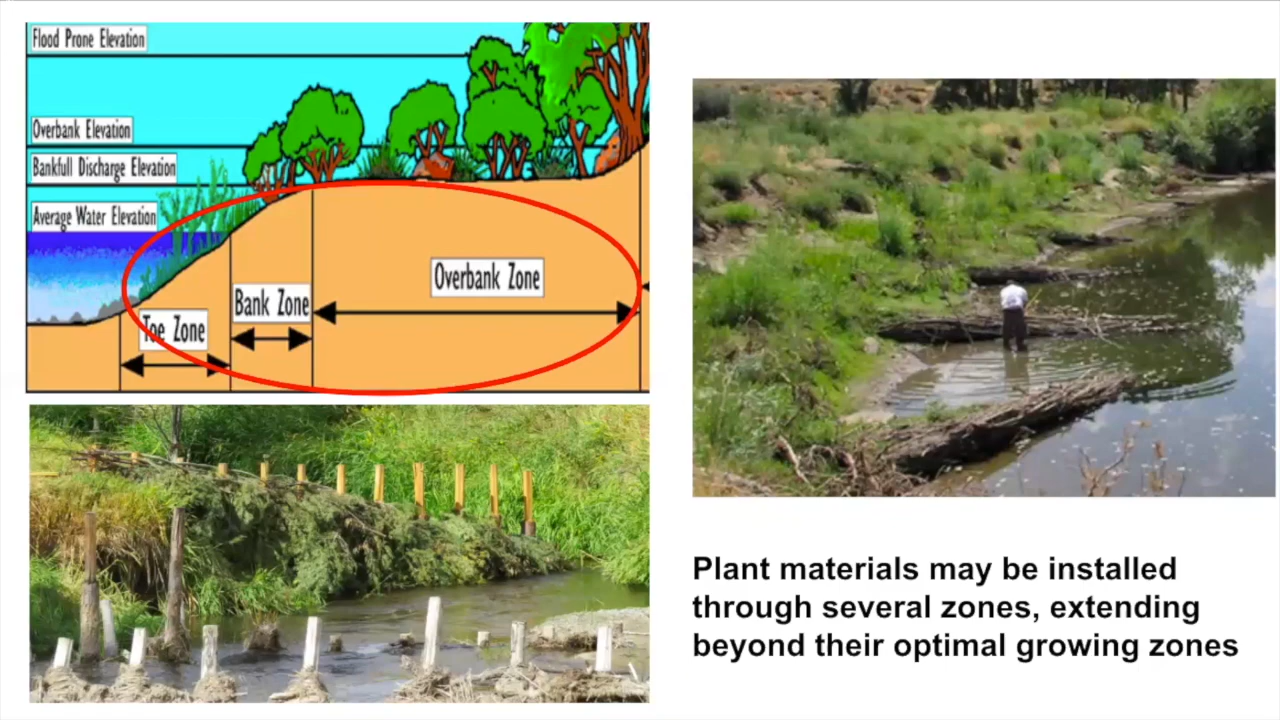 Flood Prone Elevation
Overbank Elevation
Bankfull Discharge Elevation
Average Water Elevation
Overbank Zone
Bank Zone
Toe Zone
Plant materials may be installed
through several zones, extending
beyond their optimal growing zones